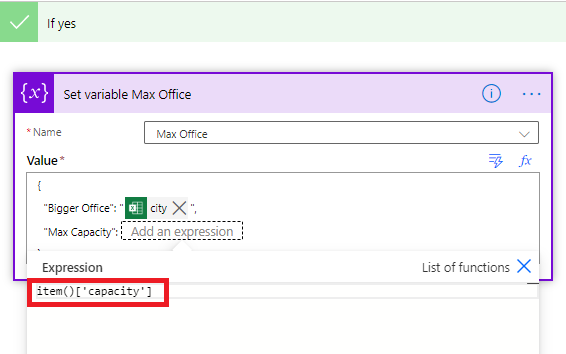 If yes
{x}
Set variable Max Office
* Name
Max Office
Value *
fx
{
"Bigger Office": " city ",
"Max Capacity": Add an expression
Expression
List of functions
item()['capacity']